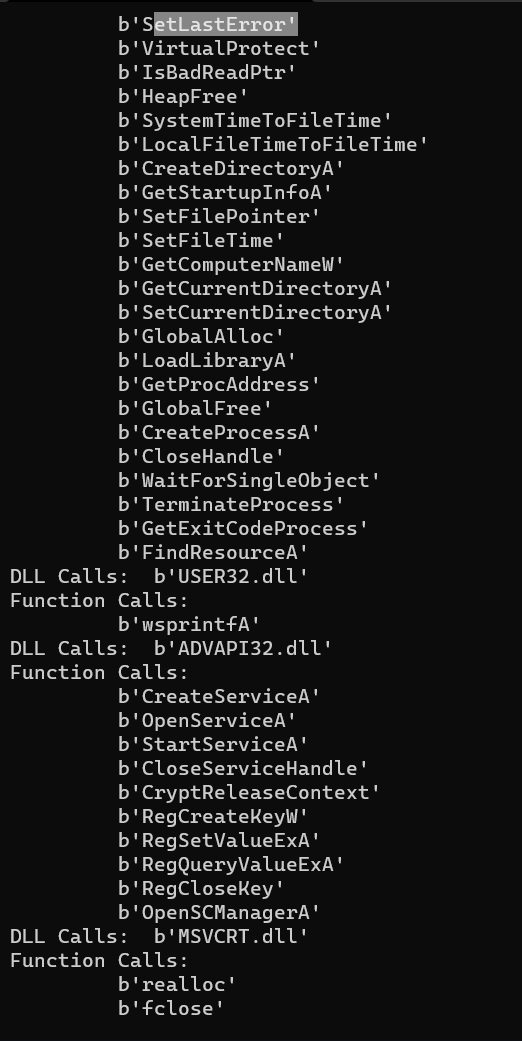 b'SetLastError'
b'VirtualProtect'
b'IsBadReadPtr'
b'HeapFree'
b'SystemTimeToFileTime'
b'LocalFileTimeToFileTime'
b'CreateDirectoryA'
b'GetStartupInfoA'
b'SetFilePointer'
b'SetFileTime'
b'GetComputerNameW'
b'GetCurrentDirectoryA'
b'SetCurrentDirectoryA'
b'GlobalAlloc'
b'LoadLibraryA'
b'GetProcAddress'
b'GlobalFree'
b'CreateProcessA'
b'CloseHandle'
b'WaitForSingleObject'
b'TerminateProcess'
b'GetExitCodeProcess'
b'FindResourceA'
DLL Calls:  b'USER32.dll'
Function Calls:
b'wsprintfA'
DLL Calls:  b'ADVAPI32.dll'
Function Calls:
b'CreateServiceA'
b'OpenServiceA'
b'StartServiceA'
b'CloseServiceHandle'
b'CryptReleaseContext'
b'RegCreateKeyW'
b'RegSetValueExA'
b'RegQueryValueExA'
b'RegCloseKey'
b'OpenSCManagerA'
DLL Calls:  b'MSVCRT.dll'
Function Calls:
b'realloc'
b'fclose'